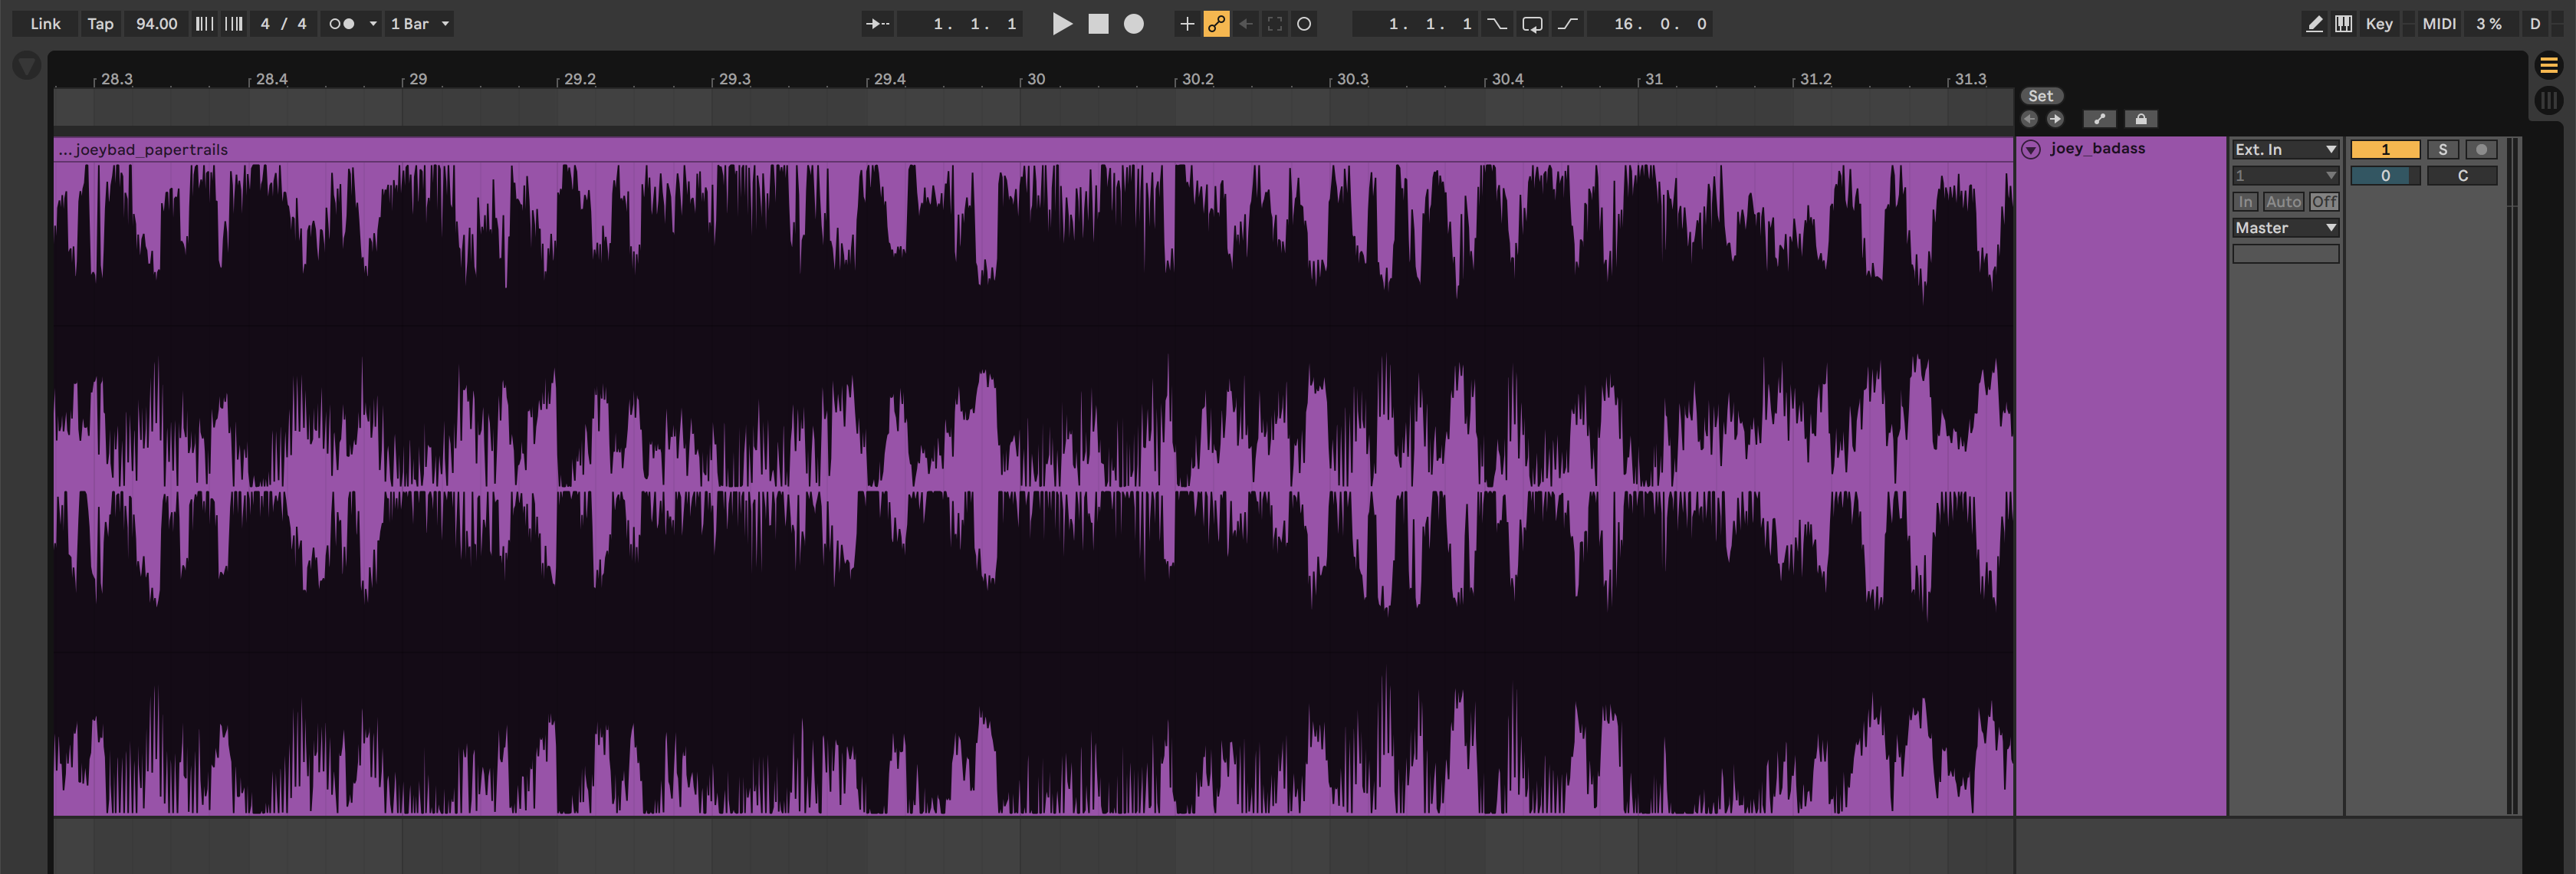 Link Tap 94.00 4 / 4 1 Bar 1. 1. 1 1. 1. 1 16. 0. 0 Key MIDI 3 % D
28.3 28.4 29 29.2 29.3 29.4 30 30.2 30.3 30.4 31 31.2 31.3
Set
...joeybad_papertrails
joey_badass
Ext. In 1 S
1 0 C
In Auto Off
Master